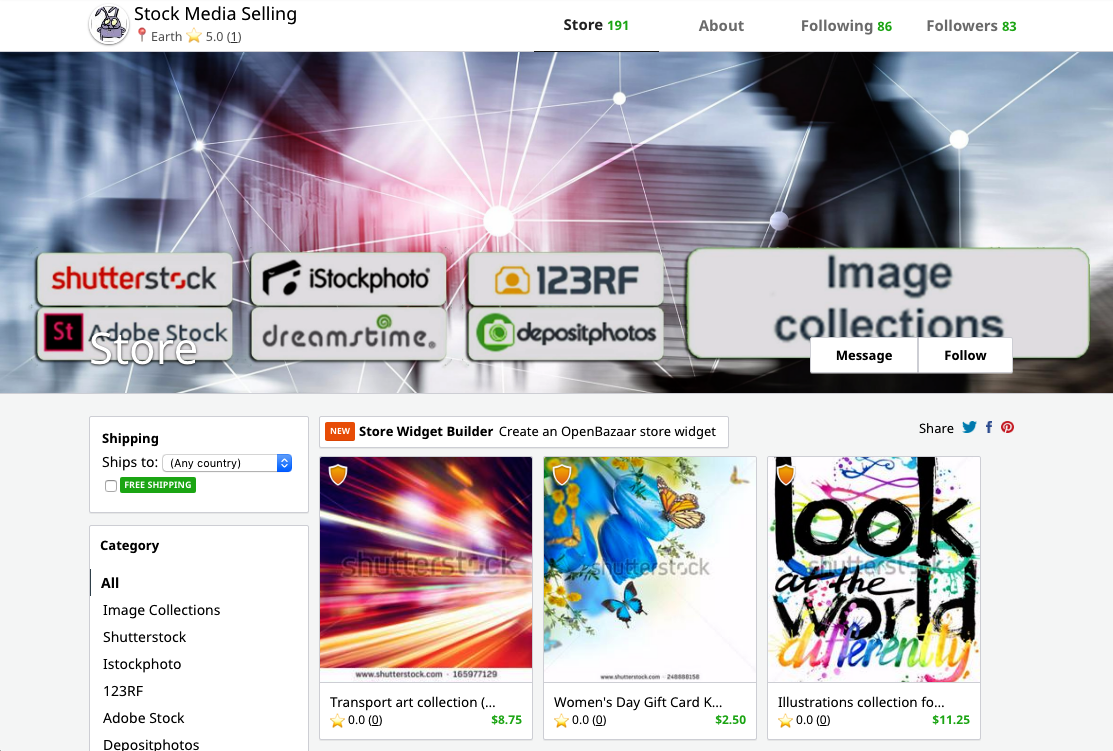 Stock Media Selling
Earth 5.0 (1)
Store 191
About
Following 86
Followers 83
shutterstock
iStockphoto
123RF
Image
collections
St Adobe Stock
dreamstime.
depositphotos
Store
Message
Follow
Shipping
Ships to: (Any country)
FREE SHIPPING
NEW Store Widget Builder Create an OpenBazaar store widget
Share
Category
All
Image Collections
Shutterstock
Istockphoto
123RF
Adobe Stock
Depositphotos
shutterstock
www.shutterstock.com · 165977129
Transport art collection (...
0.0 (0) $8.75
shutterstock
www.shutterstock.com · 248888158
Women's Day Gift Card K...
0.0 (0) $2.50
look
at the
world
differently
shutterstock
Illustrations collection fo...
0.0 (0) $11.25